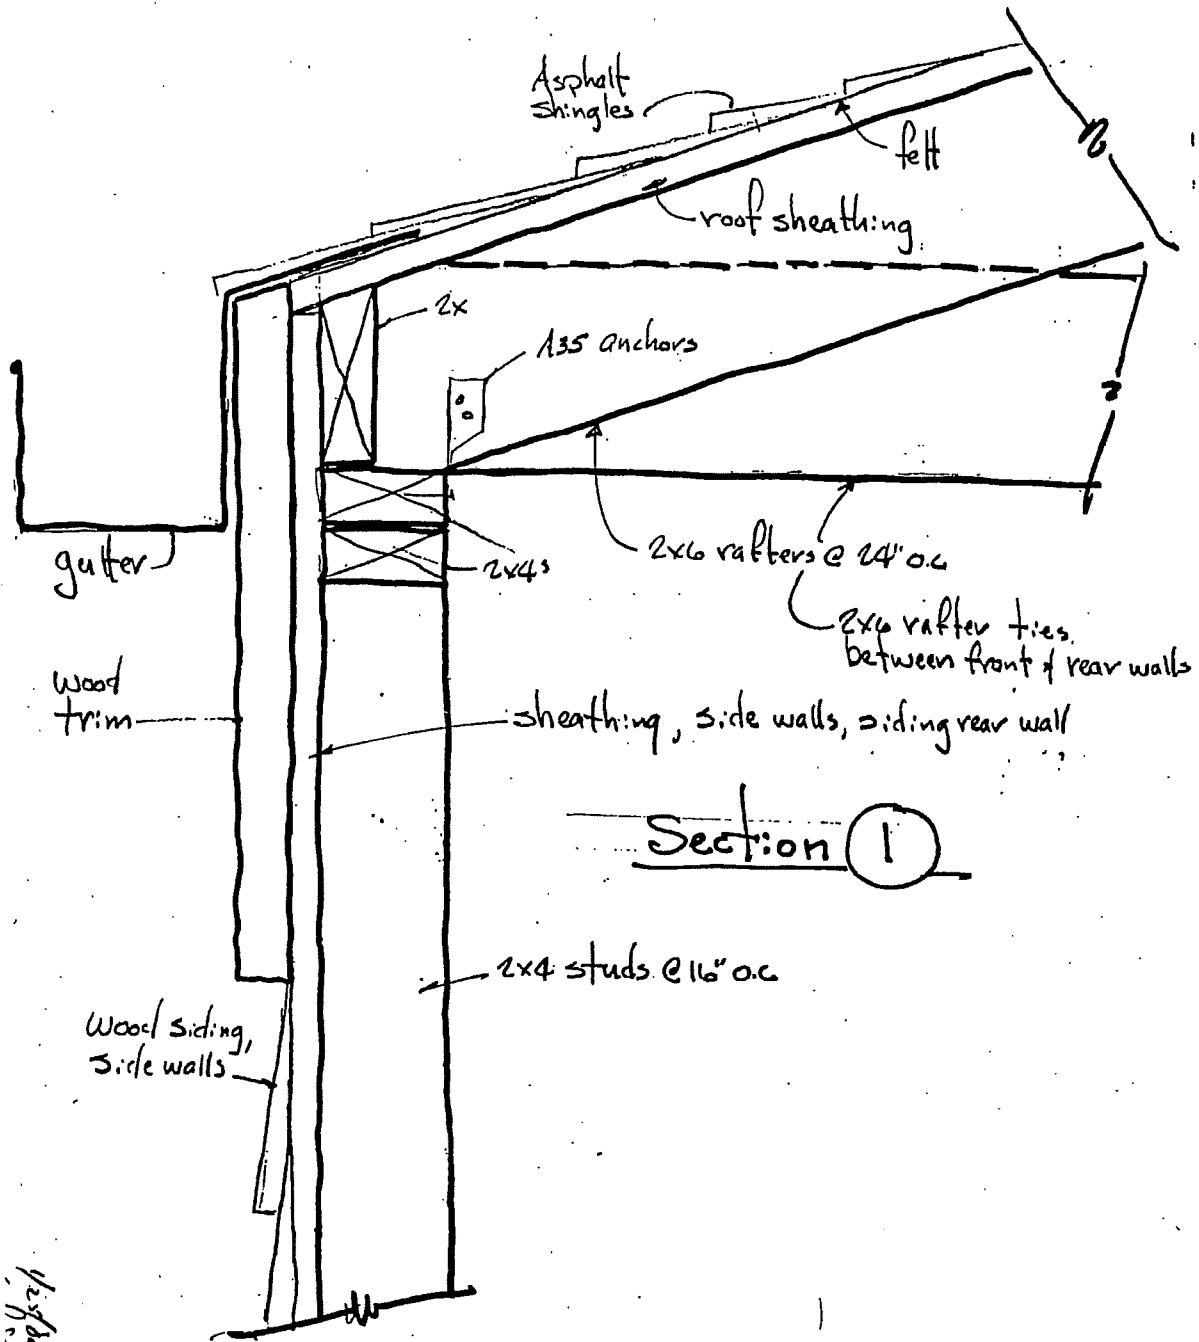 Asphalt
shingles
felt
roof sheathing
2x
A35 anchors
gutter
2x4s
2x6 rafters @ 24" o.c
2x6 rafter ties
between front & rear walls
wood
trim
sheathing, side walls, siding rear wall
Section 1
2x4 studs @ 16" o.c
Wood siding,
side walls